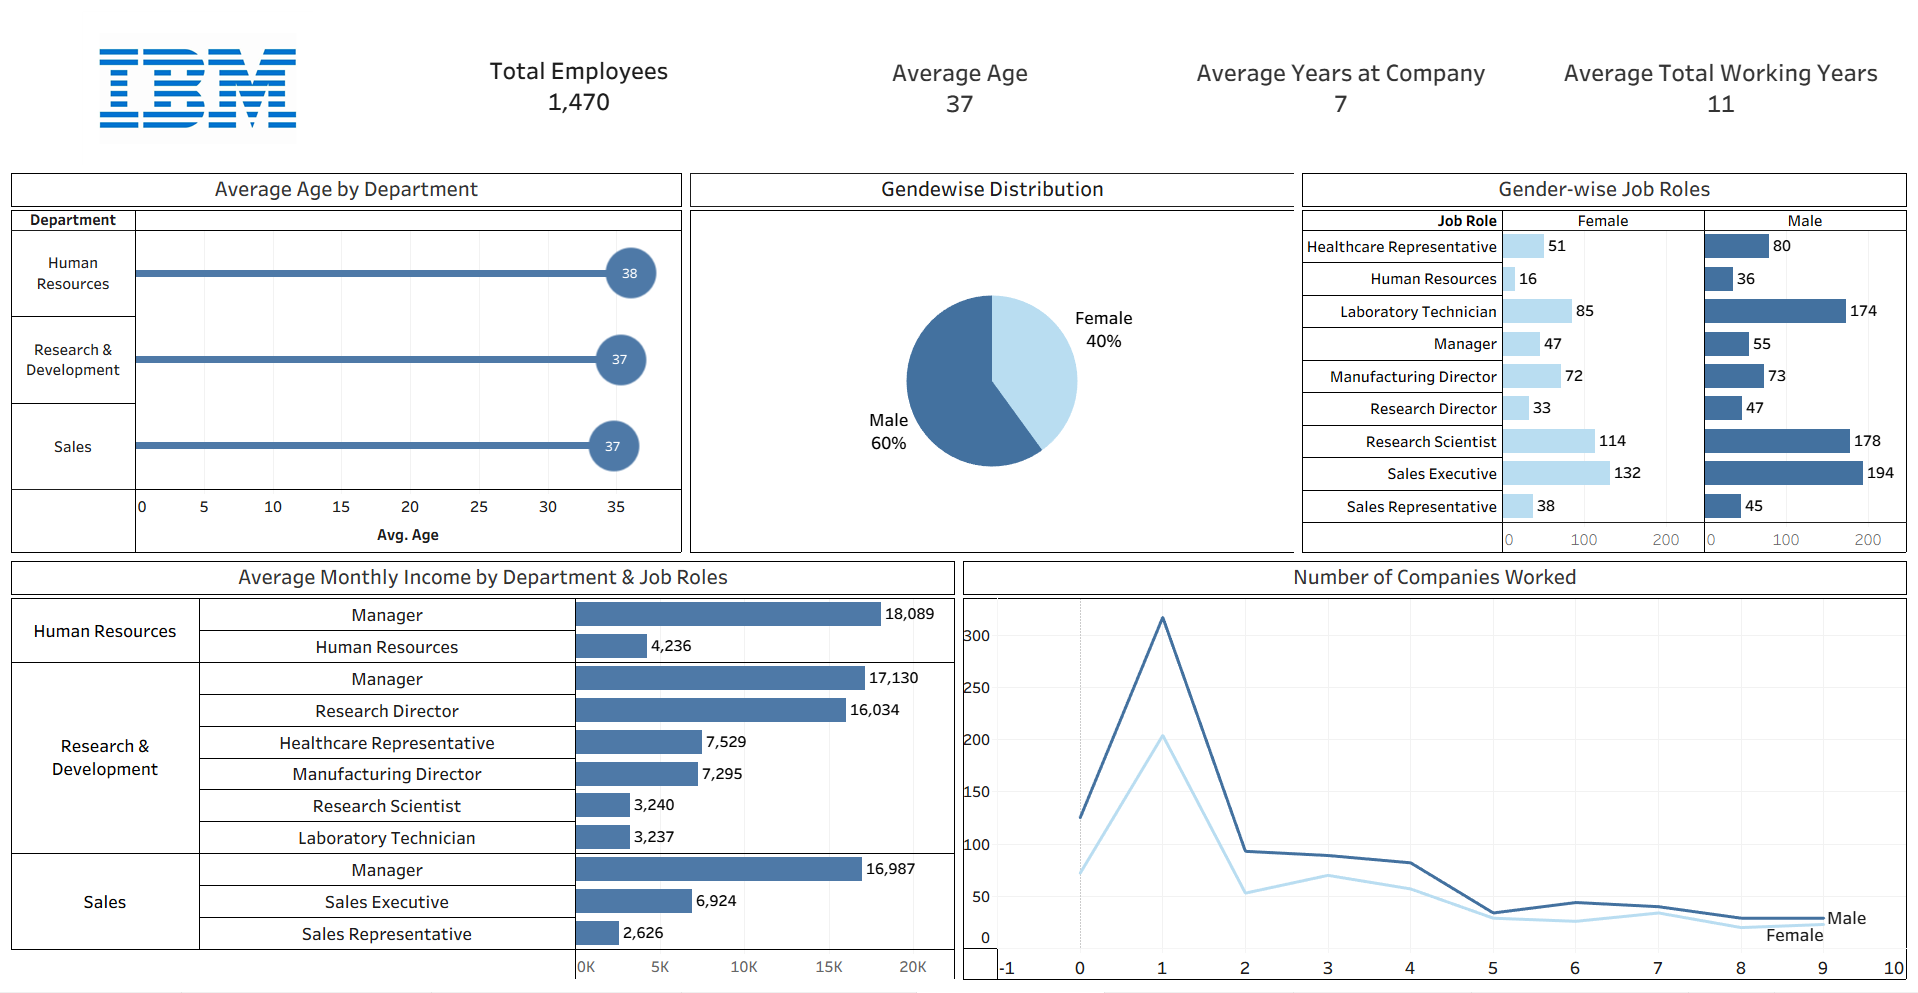 IBM
Total Employees
1,470
Average Age
37
Average Years at Company
7
Average Total Working Years
11
Average Age by Department
Department
Human
Resources
38
Research &
Development
37
Sales
37
0 5 10 15 20 25 30 35
Avg. Age
Gendewise Distribution
Female
40%
Male
60%
Gender-wise Job Roles
Job Role Female Male
Healthcare Representative 51 80
Human Resources 16 36
Laboratory Technician 85 174
Manager 47 55
Manufacturing Director 72 73
Research Director 33 47
Research Scientist 114 178
Sales Executive 132 194
Sales Representative 38 45
0 100 200 0 100 200
Average Monthly Income by Department & Job Roles
Human Resources
Manager 18,089
Human Resources 4,236
Research &
Development
Manager 17,130
Research Director 16,034
Healthcare Representative 7,529
Manufacturing Director 7,295
Research Scientist 3,240
Laboratory Technician 3,237
Sales
Manager 16,987
Sales Executive 6,924
Sales Representative 2,626
0K 5K 10K 15K 20K
Number of Companies Worked
300
250
200
150
100
50
0
Male
Female
-1 0 1 2 3 4 5 6 7 8 9 10